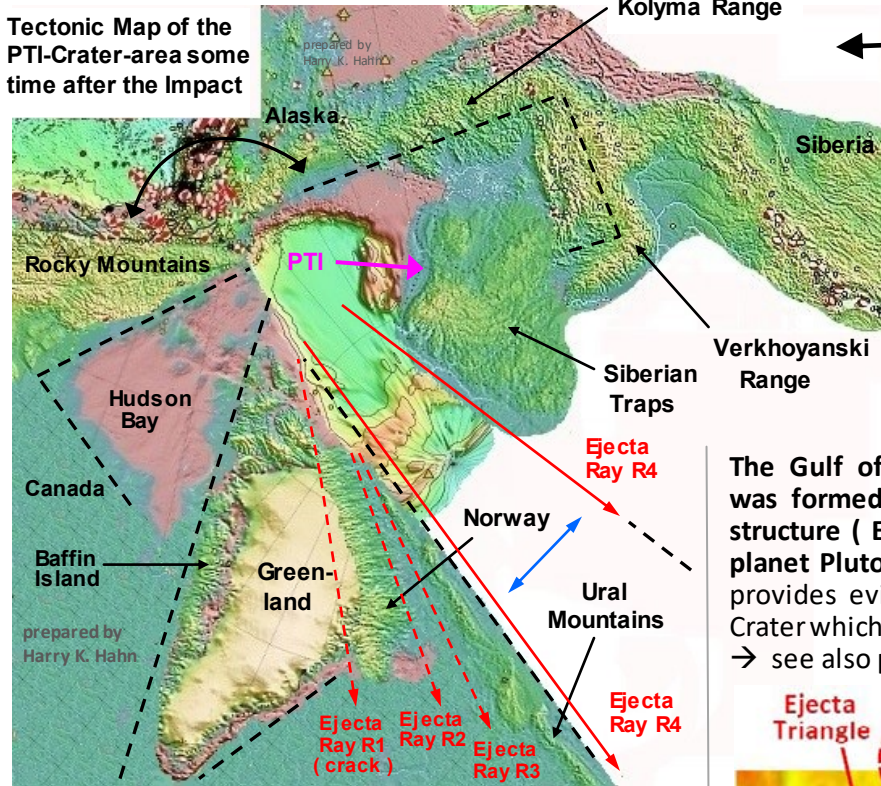 Tectonic Map of the
PTI-Crater-area some
time after the Impact
prepared by
Harry K. Hahn
Kolyma Range
Alaska
Siberia
Rocky Mountains
PTI
Verkhoyanski
Range
Siberian
Traps
Hudson
Bay
Canada
Ejecta
Ray R4
Norway
Baffin
Island
Green-
land
Ural
Mountains
prepared by
Harry K. Hahn
Ejecta
Ray R1
( crack )
Ejecta
Ray R2
Ejecta
Ray R3
Ejecta
Ray R4
The Gulf of
was formed
structure ( E
planet Pluto
provides evi
Crater which
→ see also p
Ejecta
Triangle